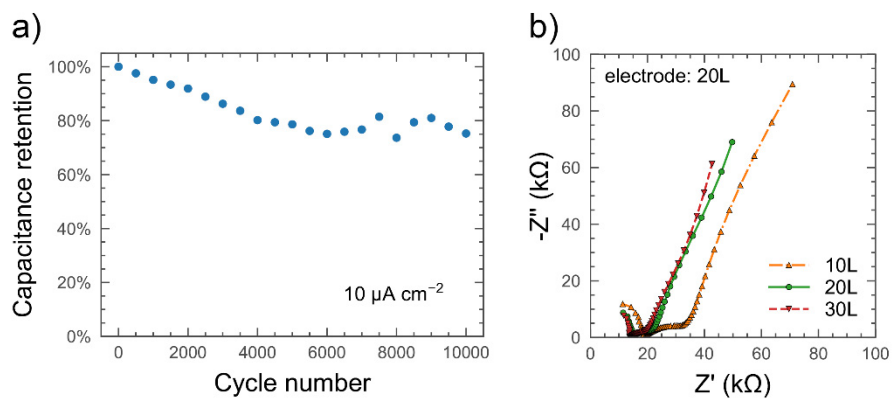 a)
Capacitance retention
100%
80%
60%
40%
20%
0%
10 μA cm⁻²
0
2000
4000
6000
8000
10000
Cycle number
b)
-Z" (kΩ)
100
80
60
40
20
0
electrode: 20L
10L
20L
30L
0
20
40
60
80
100
Z' (kΩ)